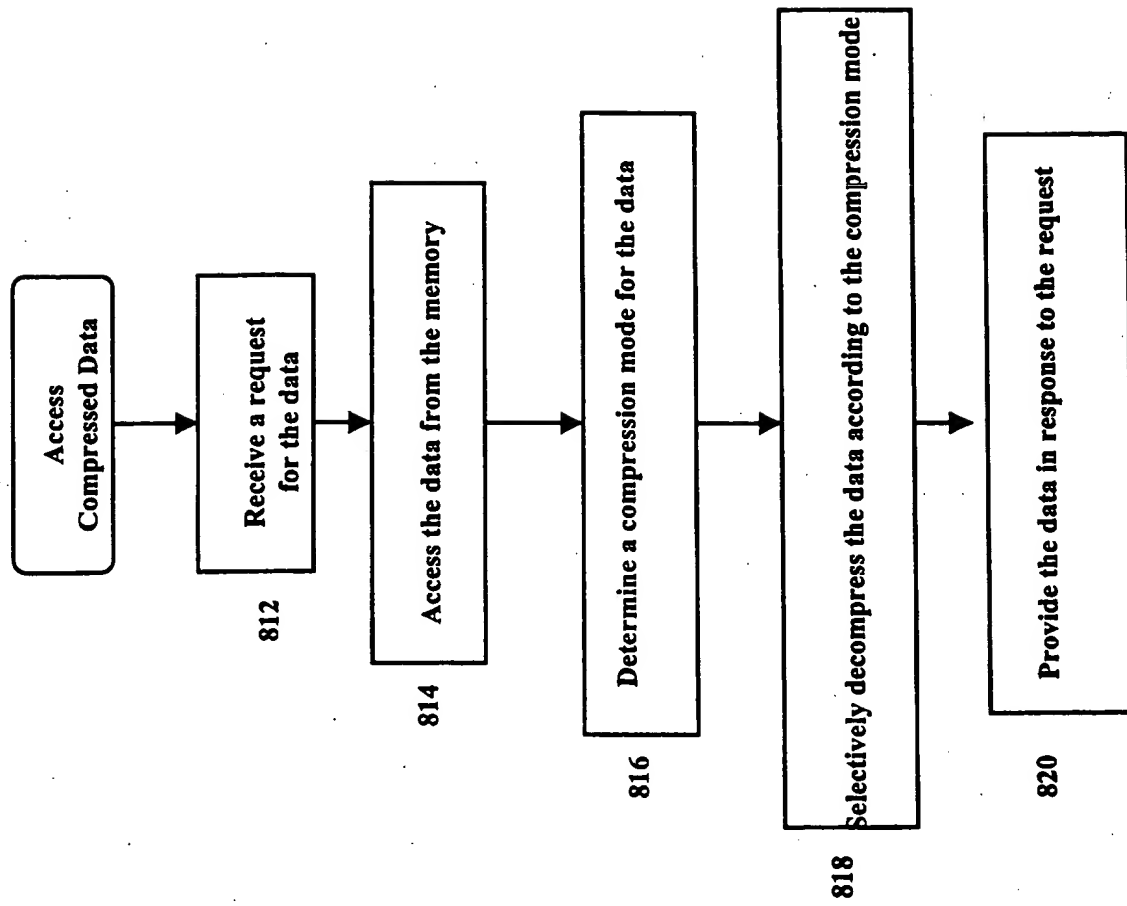 Access
Compressed Data
812
Receive a request
for the data
814
Access the data from the memory
816
Determine a compression mode for the data
818
Selectively decompress the data according to the compression mode
820
Provide the data in response to the request